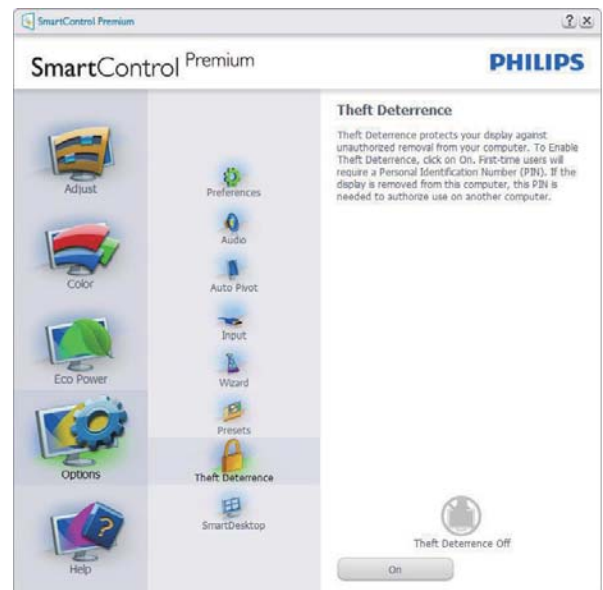 SmartControl Premium
? x
SmartControl Premium
PHILIPS
Adjust
Color
Eco Power
Options
Help
Preferences
Audio
Auto Pivot
Input
Wizard
Presets
Theft Deterrence
SmartDesktop
Theft Deterrence
Theft Deterrence protects your display against
unauthorized removal from your computer. To Enable
Theft Deterrence, click on On. First-time users will
require a Personal Identification Number (PIN). If the
display is removed from this computer, this PIN is
needed to authorize use on another computer.
Theft Deterrence Off
On